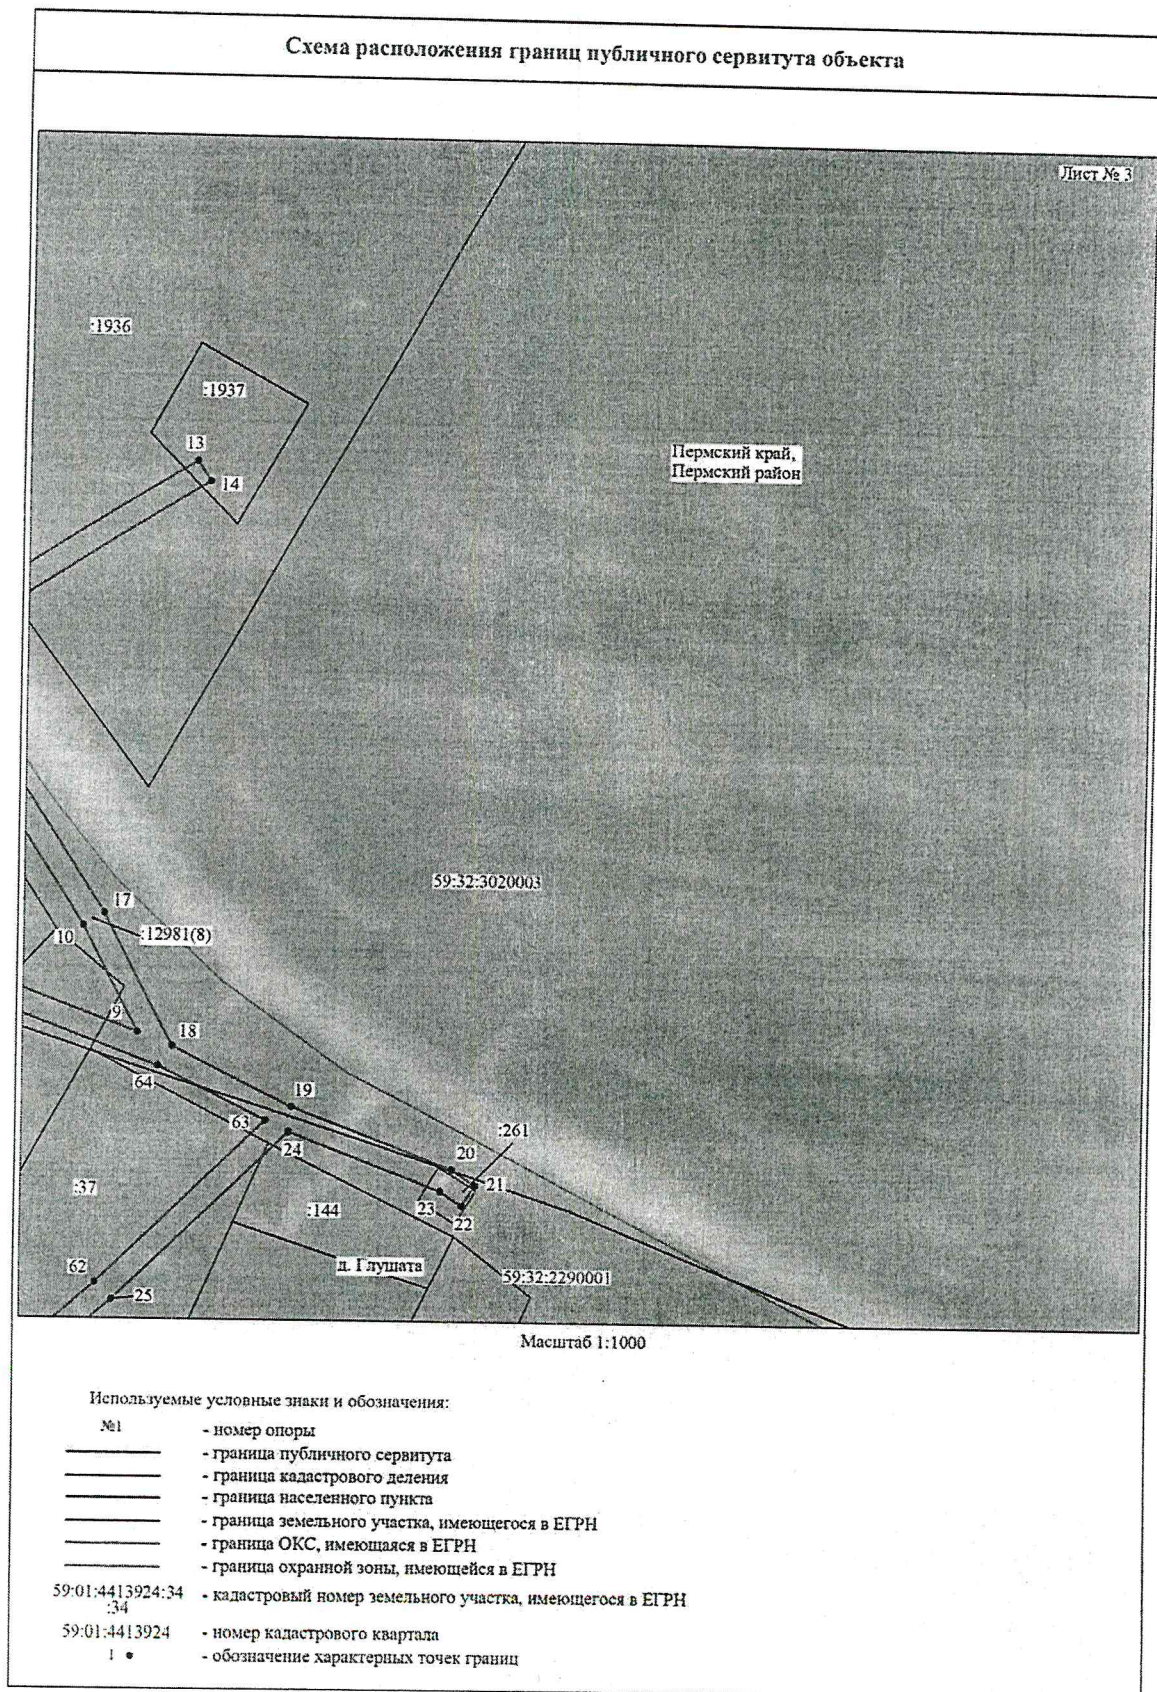 Схема расположения границ публичного сервитута объекта
Лист № 3
:1936
:1937
13
14
Пермский край,
Пермский район
59:32:3020003
17
10
:12981(8)
9
18
64
19
63
24
:261
20
21
23
22
:37
:144
д. Глушата
62
25
59:32:2290001
Масштаб 1:1000
Используемые условные знаки и обозначения:
№1 - номер опоры
- граница публичного сервитута
- граница кадастрового деления
- граница населенного пункта
- граница земельного участка, имеющегося в ЕГРН
- граница ОКС, имеющаяся в ЕГРН
- граница охранной зоны, имеющейся в ЕГРН
59:01:4413924:34
:34
- кадастровый номер земельного участка, имеющегося в ЕГРН
59:01:4413924 - номер кадастрового квартала
1 - обозначение характерных точек границ